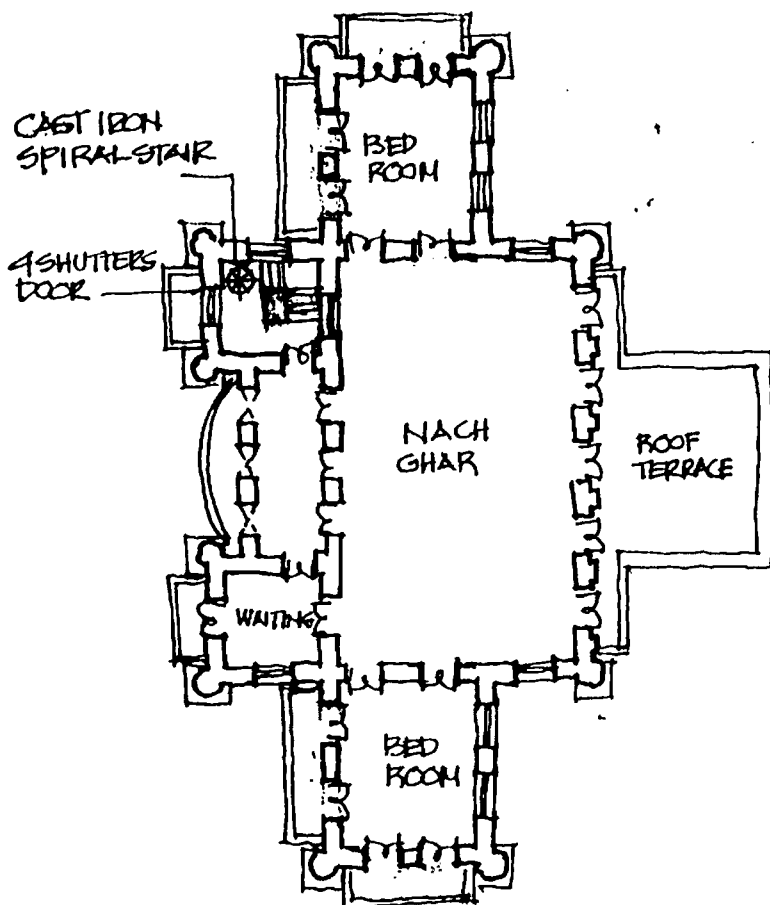 BED
ROOM
CAST IRON
SPIRAL STAIR
4 SHUTTERS
DOOR
NACH
GHAR
ROOF
TERRACE
WAITING
BED
ROOM